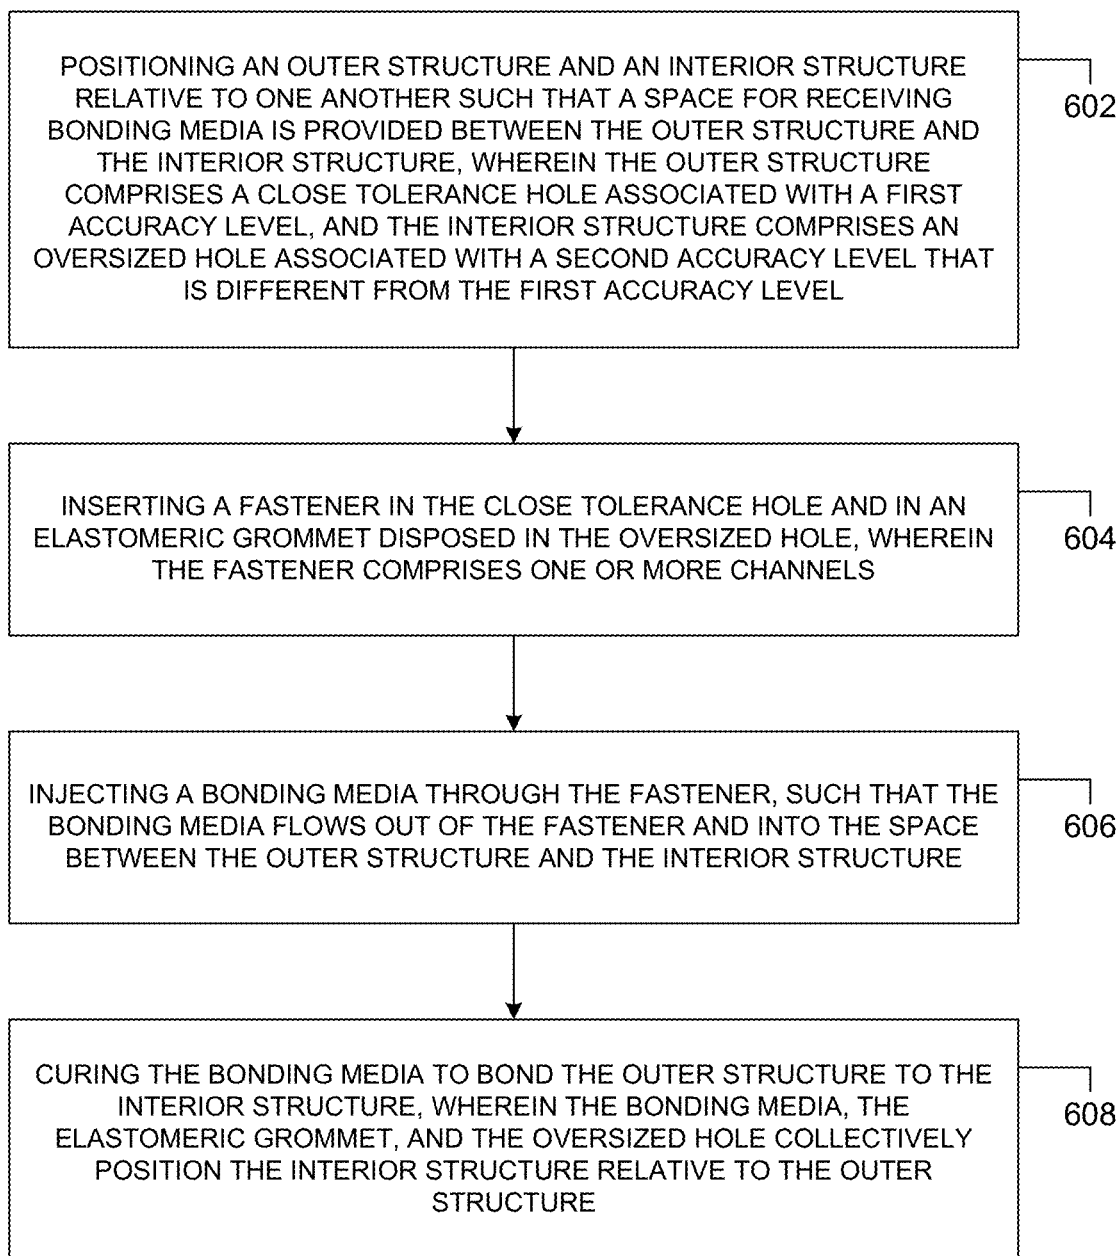 POSITIONING AN OUTER STRUCTURE AND AN INTERIOR STRUCTURE
RELATIVE TO ONE ANOTHER SUCH THAT A SPACE FOR RECEIVING
BONDING MEDIA IS PROVIDED BETWEEN THE OUTER STRUCTURE AND
THE INTERIOR STRUCTURE, WHEREIN THE OUTER STRUCTURE
COMPRISES A CLOSE TOLERANCE HOLE ASSOCIATED WITH A FIRST
ACCURACY LEVEL, AND THE INTERIOR STRUCTURE COMPRISES AN
OVERSIZED HOLE ASSOCIATED WITH A SECOND ACCURACY LEVEL THAT
IS DIFFERENT FROM THE FIRST ACCURACY LEVEL
602
INSERTING A FASTENER IN THE CLOSE TOLERANCE HOLE AND IN AN
ELASTOMERIC GROMMET DISPOSED IN THE OVERSIZED HOLE, WHEREIN
THE FASTENER COMPRISES ONE OR MORE CHANNELS
604
INJECTING A BONDING MEDIA THROUGH THE FASTENER, SUCH THAT THE
BONDING MEDIA FLOWS OUT OF THE FASTENER AND INTO THE SPACE
BETWEEN THE OUTER STRUCTURE AND THE INTERIOR STRUCTURE
606
CURING THE BONDING MEDIA TO BOND THE OUTER STRUCTURE TO THE
INTERIOR STRUCTURE, WHEREIN THE BONDING MEDIA, THE
ELASTOMERIC GROMMET, AND THE OVERSIZED HOLE COLLECTIVELY
POSITION THE INTERIOR STRUCTURE RELATIVE TO THE OUTER
STRUCTURE
608